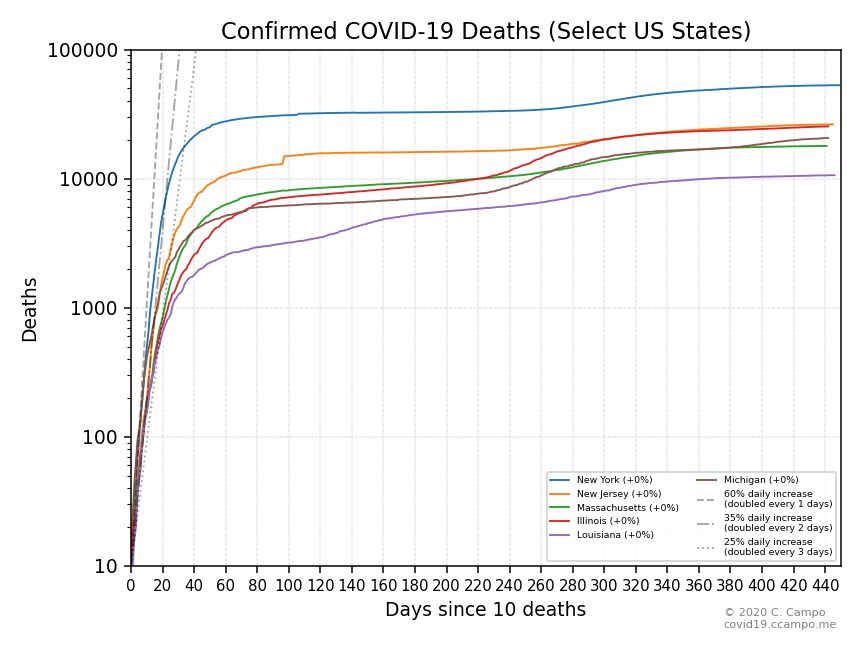 Confirmed COVID-19 Deaths (Select US States)
100000
10000
1000
100
10
Deaths
0 20 40 60 80 100 120 140 160 180 200 220 240 260 280 300 320 340 360 380 400 420 440
Days since 10 deaths
New York (+0%)
New Jersey (+0%)
Massachusetts (+0%)
Illinois (+0%)
Louisiana (+0%)
Michigan (+0%)
60% daily increase
(doubled every 1 days)
35% daily increase
(doubled every 2 days)
25% daily increase
(doubled every 3 days)
© 2020 C. Campo
covid19.ccampo.me